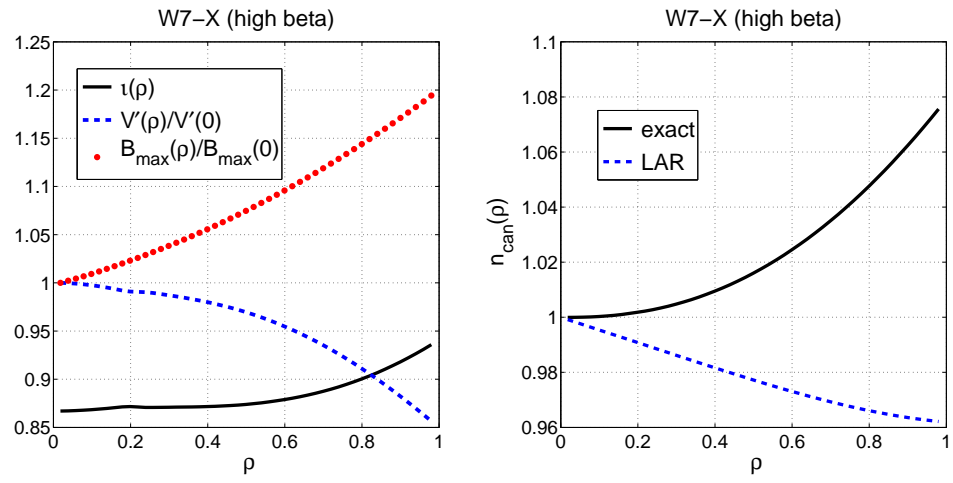 W7−X (high beta)
1.25
1.2
1.15
1.1
1.05
1
0.95
0.9
0.85
0
0.2
0.4
0.6
0.8
1
ρ
ι(ρ)
V′(ρ)/V′(0)
B_max(ρ)/B_max(0)
W7−X (high beta)
1.1
1.08
1.06
1.04
1.02
1
0.98
0.96
n_can(ρ)
0
0.2
0.4
0.6
0.8
1
ρ
exact
LAR